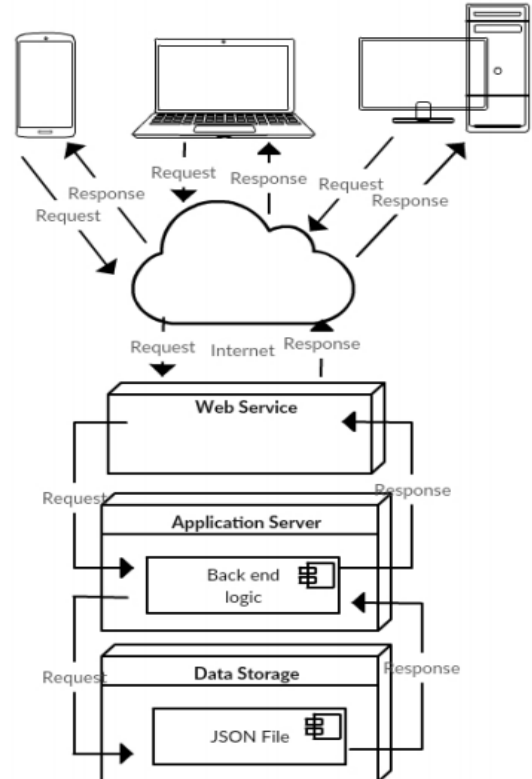 Request
Response
Request
Response
Request
Response
Request
Internet
Response
Web Service
Request
Response
Application Server
Back end
logic
Request
Response
Data Storage
JSON File